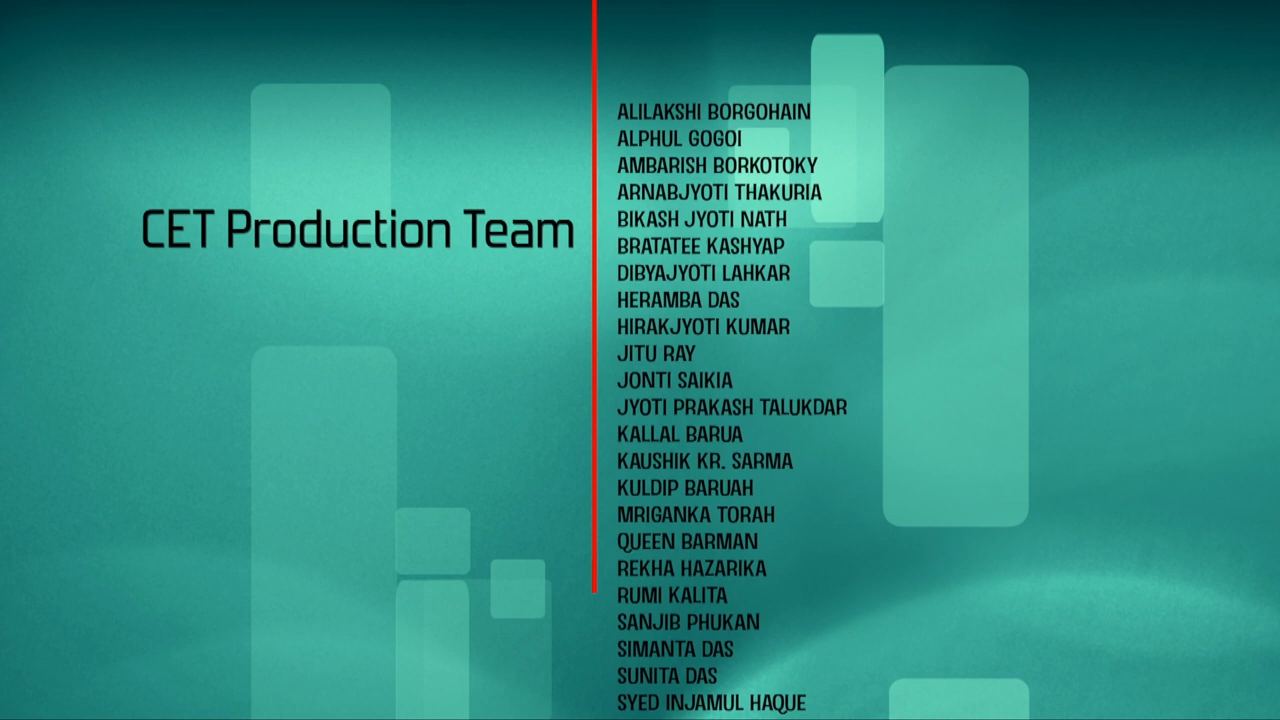 CET Production Team
ALILAKSHI BORGOHAIN
ALPHUL GOGOI
AMBARISH BORKOTOKY
ARNABJYOTI THAKURIA
BIKASH JYOTI NATH
BRATATEE KASHYAP
DIBYAJYOTI LAHKAR
HERAMBA DAS
HIRAKJYOTI KUMAR
JITU RAY
JONTI SAIKIA
JYOTI PRAKASH TALUKDAR
KALLAL BARUA
KAUSHIK KR. SARMA
KULDIP BARUAH
MRIGANKA TORAH
QUEEN BARMAN
REKHA HAZARIKA
RUMI KALITA
SANJIB PHUKAN
SIMANTA DAS
SUNITA DAS
SYED INJAMUL HAQUE